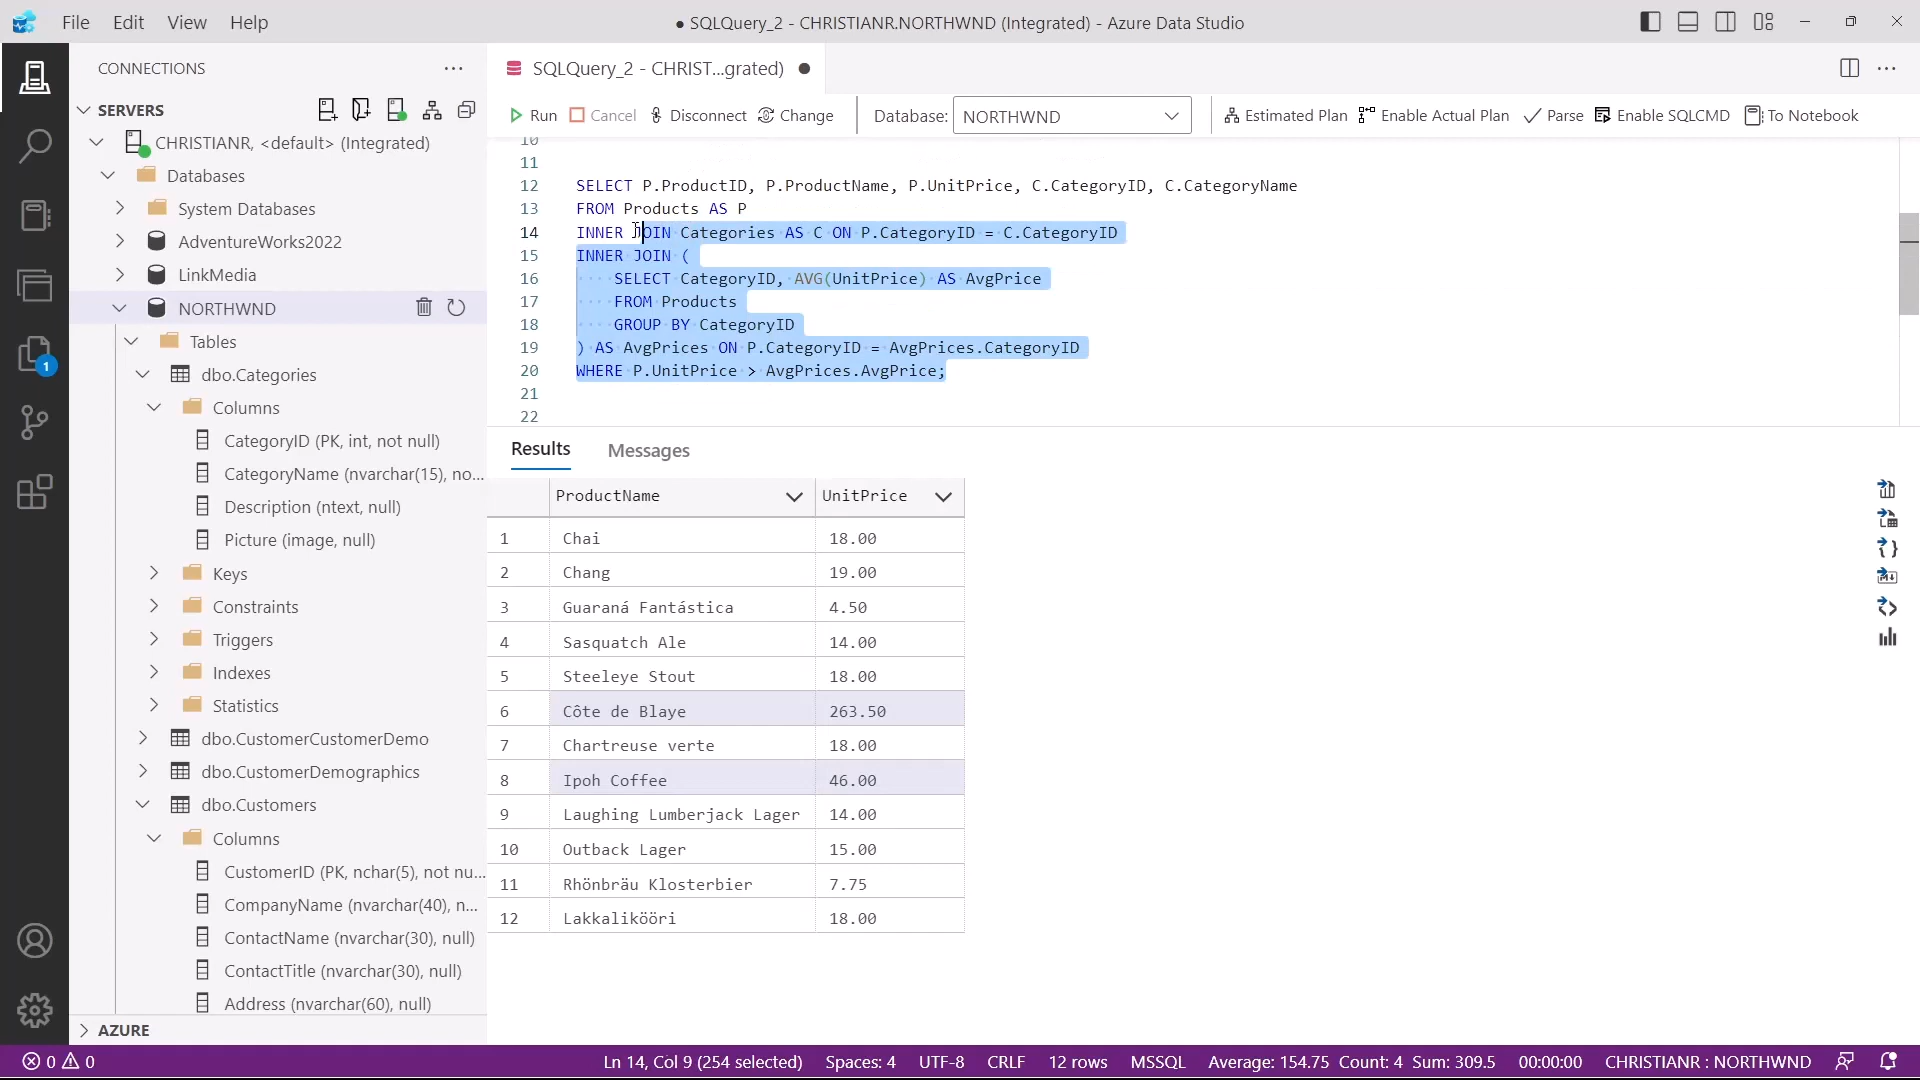 File Edit View Help
● SQLQuery_2 - CHRISTIANR.NORTHWND (Integrated) - Azure Data Studio
CONNECTIONS
SQLQuery_2 - CHRIST...grated)
SERVERS
Run Cancel Disconnect Change Database: NORTHWND Estimated Plan Enable Actual Plan Parse Enable SQLCMD To Notebook
CHRISTIANR, <default> (Integrated)
Databases
System Databases
AdventureWorks2022
LinkMedia
NORTHWND
Tables
dbo.Categories
Columns
CategoryID (PK, int, not null)
CategoryName (nvarchar(15), no...
Description (ntext, null)
Picture (image, null)
Keys
Constraints
Triggers
Indexes
Statistics
dbo.CustomerCustomerDemo
dbo.CustomerDemographics
dbo.Customers
Columns
CustomerID (PK, nchar(5), not nu...
CompanyName (nvarchar(40), n...
ContactName (nvarchar(30), null)
ContactTitle (nvarchar(30), null)
Address (nvarchar(60), null)
AZURE
1
10
11
12 SELECT P.ProductID, P.ProductName, P.UnitPrice, C.CategoryID, C.CategoryName
13 FROM Products AS P
14 INNER JOIN Categories AS C ON P.CategoryID = C.CategoryID
15 INNER JOIN (
16 SELECT CategoryID, AVG(UnitPrice) AS AvgPrice
17 FROM Products
18 GROUP BY CategoryID
19 ) AS AvgPrices ON P.CategoryID = AvgPrices.CategoryID
20 WHERE P.UnitPrice > AvgPrices.AvgPrice;
21
22
Results Messages
ProductName UnitPrice
1 Chai 18.00
2 Chang 19.00
3 Guaraná Fantástica 4.50
4 Sasquatch Ale 14.00
5 Steeleye Stout 18.00
6 Côte de Blaye 263.50
7 Chartreuse verte 18.00
8 Ipoh Coffee 46.00
9 Laughing Lumberjack Lager 14.00
10 Outback Lager 15.00
11 Rhönbräu Klosterbier 7.75
12 Lakkalikööri 18.00
0 0 Ln 14, Col 9 (254 selected) Spaces: 4 UTF-8 CRLF 12 rows MSSQL Average: 154.75 Count: 4 Sum: 309.5 00:00:00 CHRISTIANR : NORTHWND